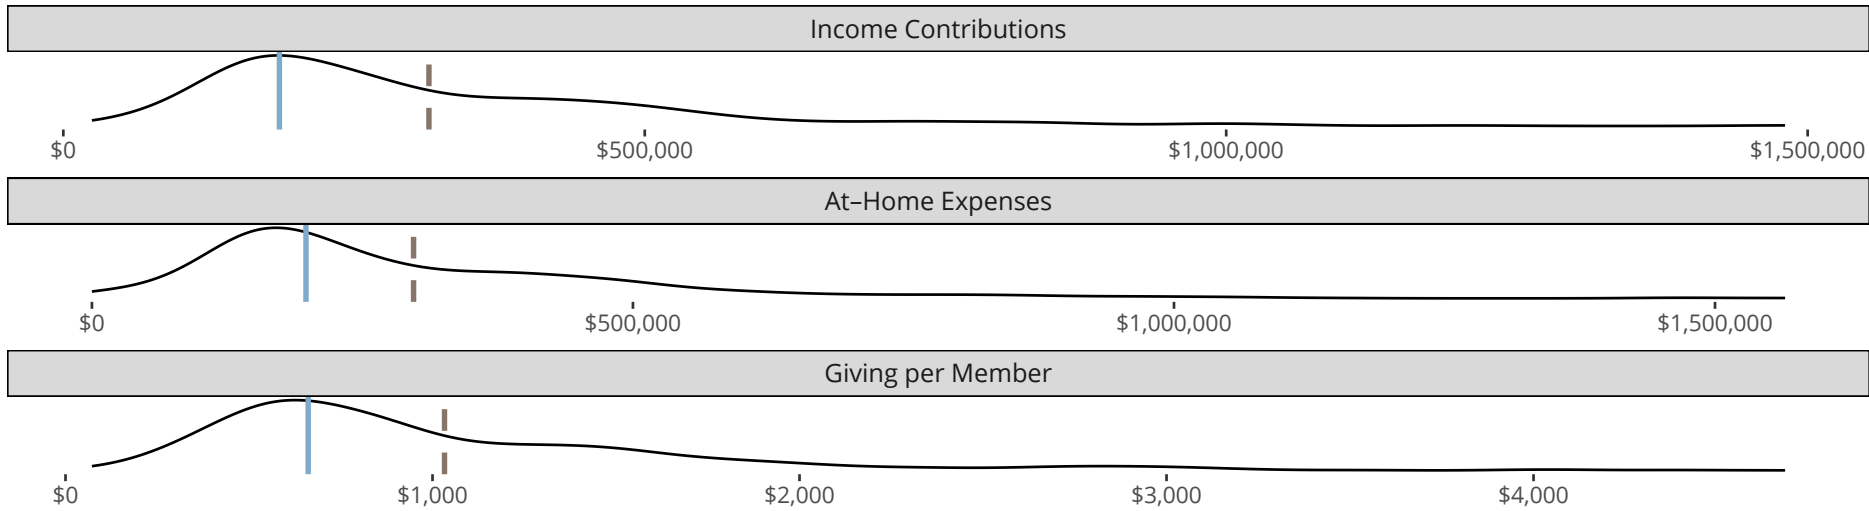 Income Contributions
$0 $500,000 $1,000,000 $1,500,000
At–Home Expenses
$0 $500,000 $1,000,000 $1,500,000
Giving per Member
$0 $1,000 $2,000 $3,000 $4,000